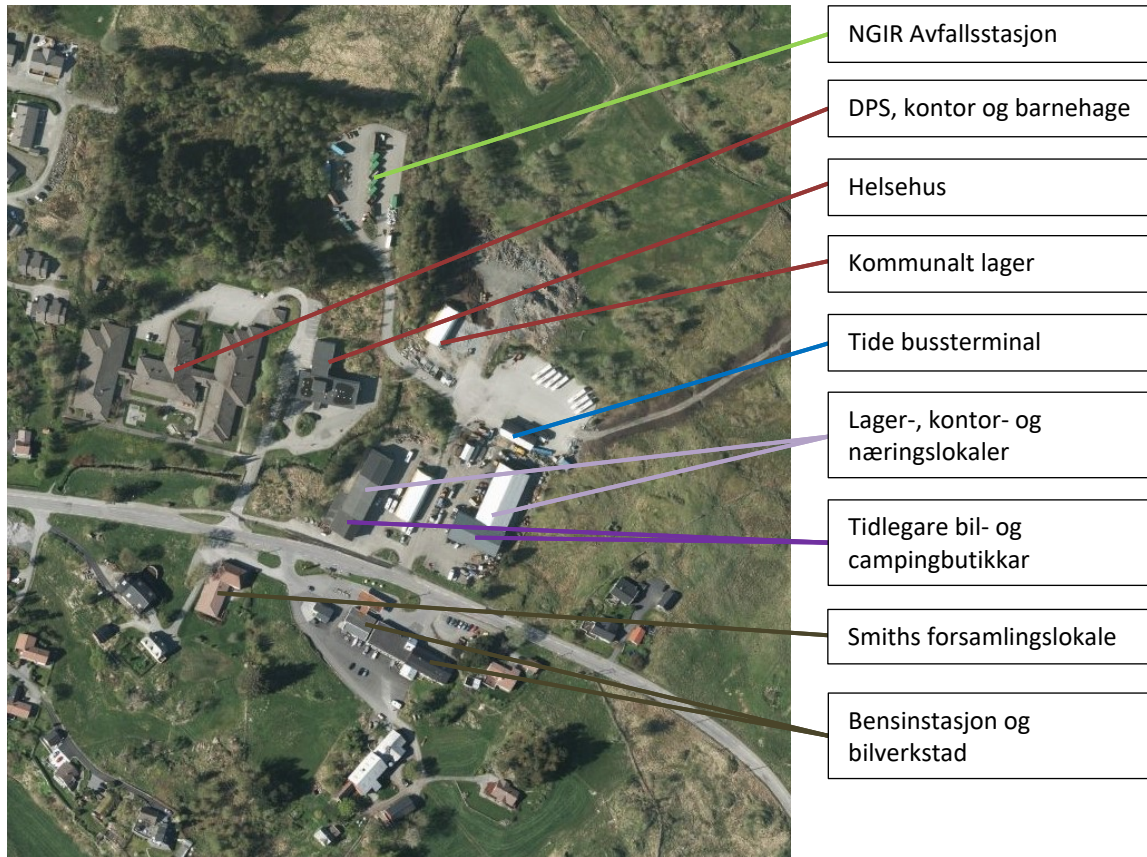 NGIR Avfallsstasjon
DPS, kontor og barnehage
Helsehus
Kommunalt lager
Tide bussterminal
Lager-, kontor- og
næringslokaler
Tidlegare bil- og
campingbutikkar
Smiths forsamlingslokale
Bensinstasjon og
bilverkstad